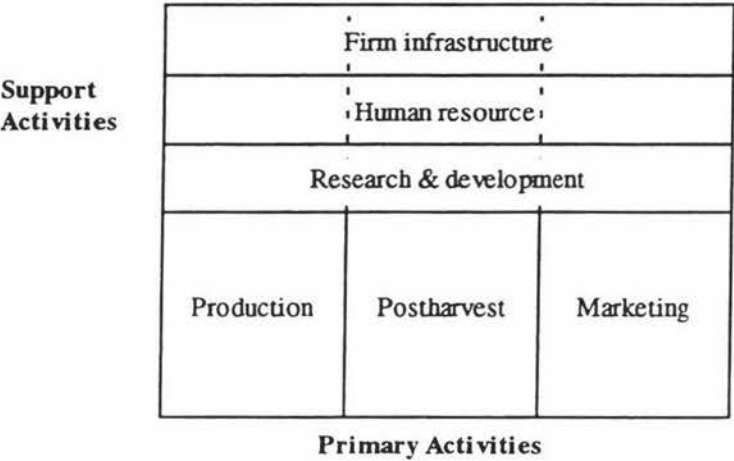 Firm infrastructure
Support
Activities
Human resource
Research & development
Production
Postharvest
Marketing
Primary Activities